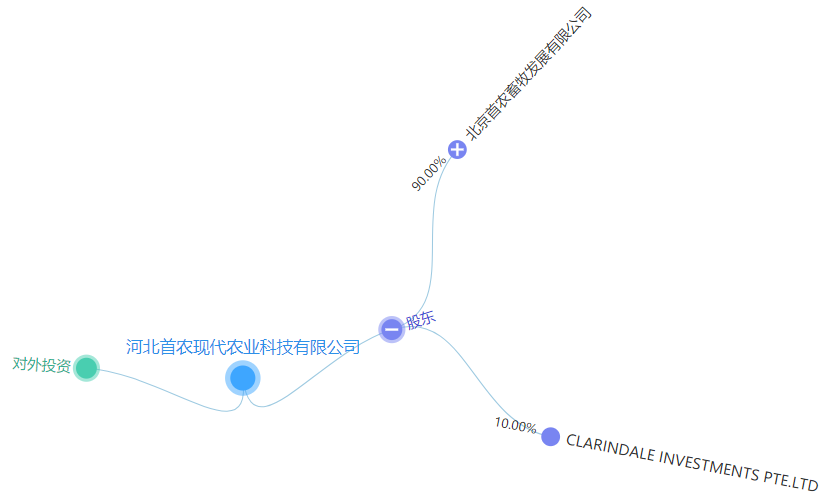 北京首农畜牧发展有限公司
90.00%
股东
河北首农现代农业科技有限公司
对外投资
10.00%
CLARINDALE INVESTMENTS PTE.LTD